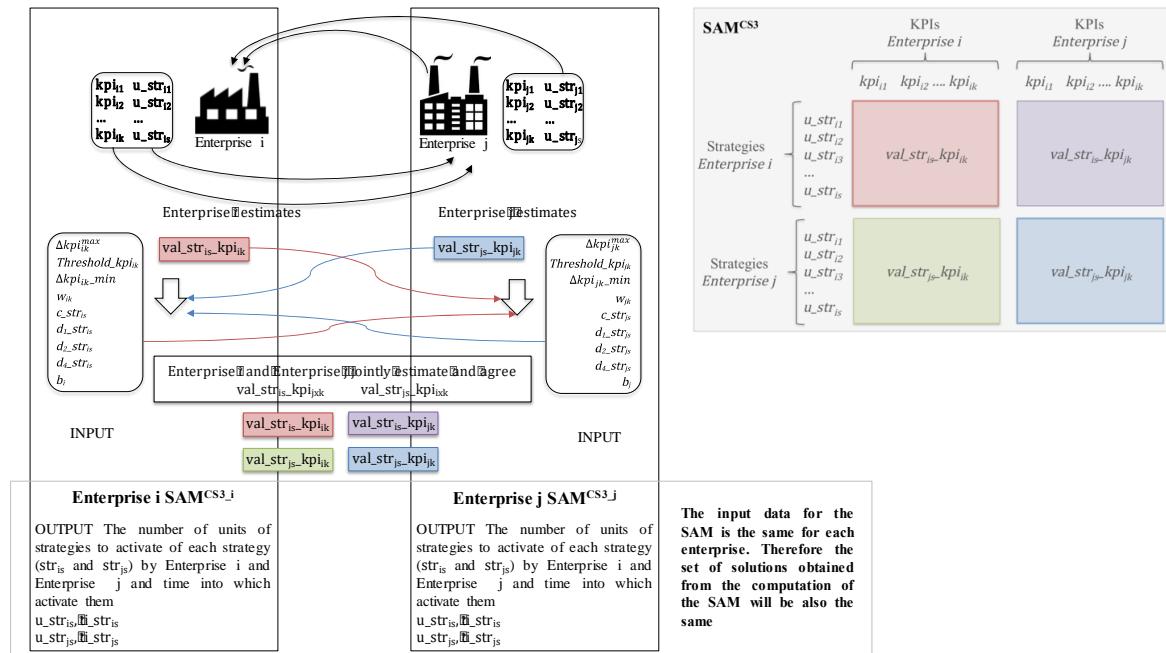 kpi_i1 u_str_i1
kpi_i2 u_str_i2
... ...
kpi_ik u_str_is
Enterprise i
kpi_j1 u_str_j1
kpi_j2 u_str_j2
... ...
kpi_jk u_str_js
Enterprise j
Enterprise estimates
Enterprise estimates
val_str_is_kpi_ik
val_str_js_kpi_jk
Δkpi_ik^max
Threshold_kpi_ik
Δkpi_ik_min
w_ik
c_str_is
d_1_str_is
d_2_str_is
d_4_str_is
b_i
INPUT
Δkpi_jk^max
Threshold_kpi_jk
Δkpi_jk_min
w_jk
c_str_js
d_1_str_js
d_2_str_js
d_4_str_js
b_j
INPUT
Enterprise and Enterprise jointly estimate and agree
val_str_is_kpi_jxk val_str_js_kpi_ixk
val_str_is_kpi_ik val_str_is_kpi_jk
val_str_js_kpi_ik val_str_js_kpi_jk
Enterprise i SAM^CS3_i
OUTPUT The number of units of
strategies to activate of each strategy
(str_is and str_js) by Enterprise i and
Enterprise j and time into which
activate them
u_str_is, i_str_is
u_str_js, i_str_js
Enterprise j SAM^CS3_j
OUTPUT The number of units of
strategies to activate of each strategy
(str_is and str_js) by Enterprise i and
Enterprise j and time into which
activate them
u_str_is, i_str_is
u_str_js, i_str_js
The input data for the
SAM is the same for each
enterprise. Therefore the
set of solutions obtained
from the computation of
the SAM will be also the
same
SAM^CS3
KPIs
Enterprise i
KPIs
Enterprise j
kpi_i1 kpi_i2 .... kpi_ik
kpi_i1 kpi_i2 .... kpi_ik
Strategies
Enterprise i
u_str_i1
u_str_i2
u_str_i3
...
u_str_is
val_str_is_kpi_ik
val_str_is_kpi_jk
Strategies
Enterprise j
u_str_i1
u_str_i2
u_str_i3
...
u_str_is
val_str_js_kpi_ik
val_str_js_kpi_jk